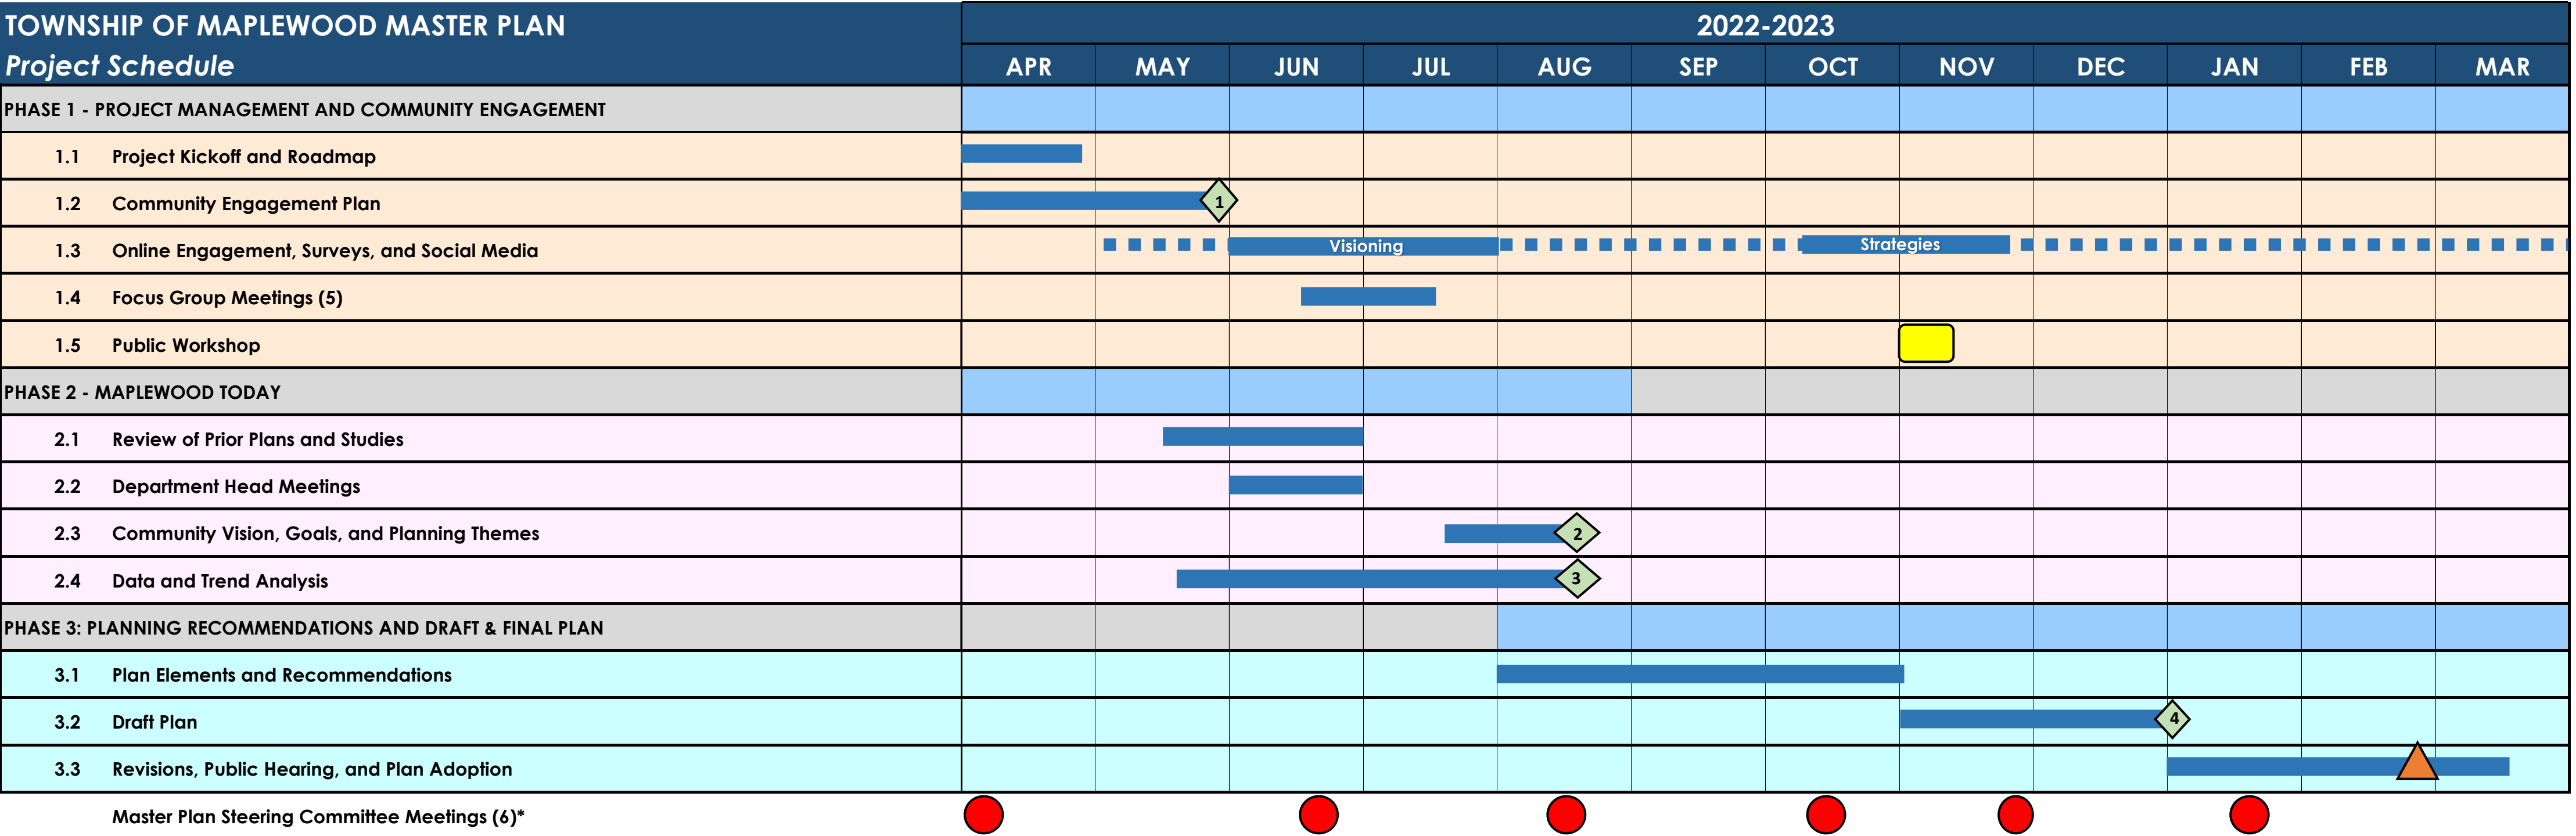 TOWNSHIP OF MAPLEWOOD MASTER PLAN
2022-2023
Project Schedule
APR MAY JUN JUL AUG SEP OCT NOV DEC JAN FEB MAR
PHASE 1 - PROJECT MANAGEMENT AND COMMUNITY ENGAGEMENT
1.1 Project Kickoff and Roadmap
1.2 Community Engagement Plan 1
1.3 Online Engagement, Surveys, and Social Media Visioning Strategies
1.4 Focus Group Meetings (5)
1.5 Public Workshop
PHASE 2 - MAPLEWOOD TODAY
2.1 Review of Prior Plans and Studies
2.2 Department Head Meetings
2.3 Community Vision, Goals, and Planning Themes 2
2.4 Data and Trend Analysis 3
PHASE 3: PLANNING RECOMMENDATIONS AND DRAFT & FINAL PLAN
3.1 Plan Elements and Recommendations
3.2 Draft Plan 4
3.3 Revisions, Public Hearing, and Plan Adoption
Master Plan Steering Committee Meetings (6)*